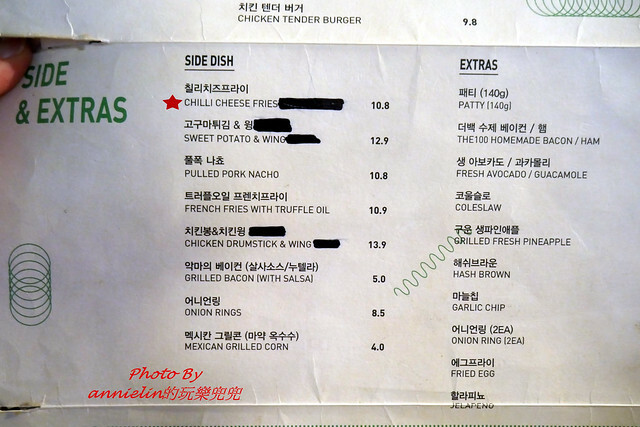 치킨 텐더 버거
CHICKEN TENDER BURGER 9.8
SIDE
& EXTRAS
SIDE DISH
칠리치즈프라이
CHILLI CHEESE FRIES 10.8
고구마튀김 & 윙
SWEET POTATO & WING 12.9
풀폭 나쵸
PULLED PORK NACHO 10.8
트러플오일 프렌치프라이
FRENCH FRIES WITH TRUFFLE OIL 10.9
치킨봉&치킨윙
CHICKEN DRUMSTICK & WING 13.9
악마의 베이컨 (살사소스/누텔라)
GRILLED BACON (WITH SALSA) 5.0
어니언링
ONION RINGS 8.5
멕시칸 그릴콘 (마약 옥수수)
MEXICAN GRILLED CORN 4.0
EXTRAS
패티 (140g)
PATTY (140g)
더백 수제 베이컨 / 햄
THE100 HOMEMADE BACON / HAM
생 아보카도 / 과카몰리
FRESH AVOCADO / GUACAMOLE
코울슬로
COLESLAW
구운 생파인애플
GRILLED FRESH PINEAPPLE
해쉬브라운
HASH BROWN
마늘칩
GARLIC CHIP
어니언링 (2EA)
ONION RING (2EA)
에그프라이
FRIED EGG
할라피뇨
JELAPENO
Photo By
annielin的玩樂兜兜